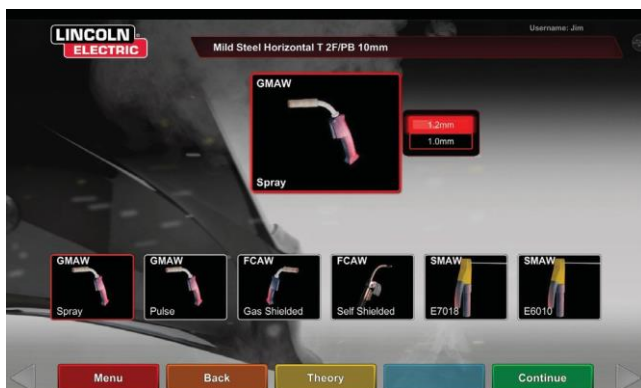 Username: Jim
LINCOLN
ELECTRIC
Mild Steel Horizontal T 2F/PB 10mm
GMAW
Spray
1.2mm
1.0mm
GMAW
Spray
GMAW
Pulse
FCAW
Gas Shielded
FCAW
Self Shielded
SMAW
E7018
SMAW
E6010
Menu
Back
Theory
Continue